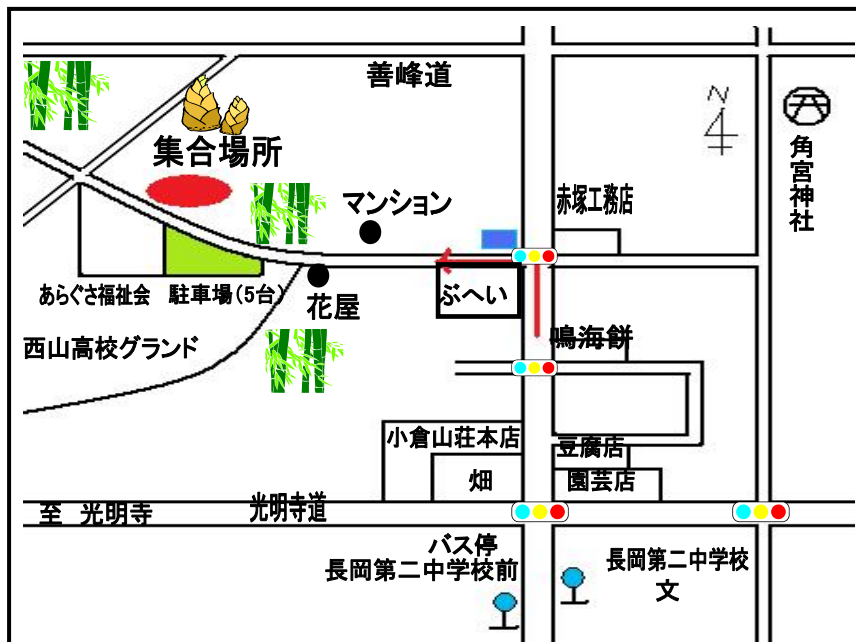 善峰道
N
集合場所
角宮神社
マンション
赤塚工務店
あらぐさ福祉会
駐車場(5台)
花屋
ぶへい
西山高校グランド
鳴海餅
小倉山荘本店
豆腐店
畑
園芸店
至 光明寺
光明寺道
バス停
長岡第二中学校前
長岡第二中学校
文